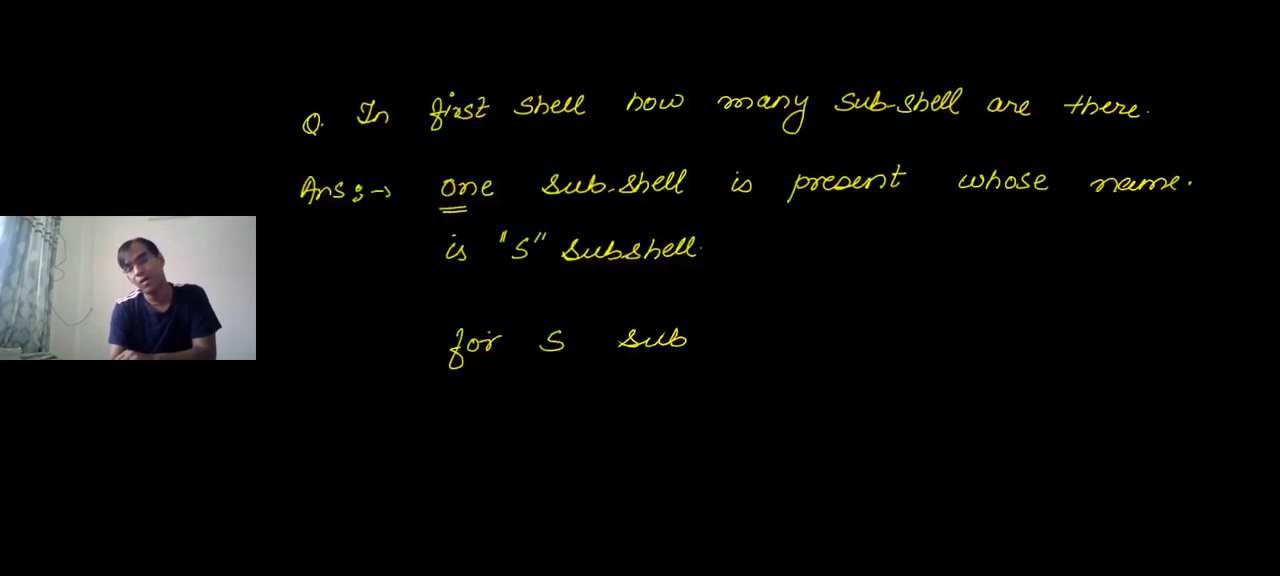 Q. In first shell how many sub-shell are there.
Ans:→ one sub-shell is present whose name.
is "S" subshell.
for S sub